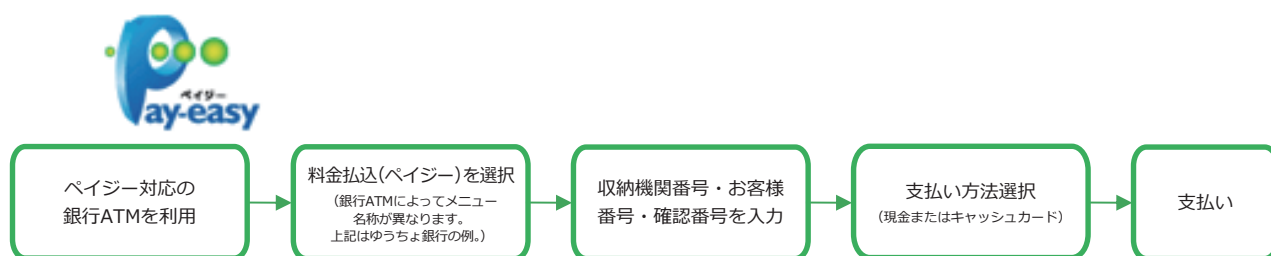 ペイジー
Pay-easy
ペイジー対応の
銀行ATMを利用
料金払込(ペイジー)を選択
(銀行ATMによってメニュー
名称が異なります。
上記はゆうちょ銀行の例。)
収納機関番号・お客様
番号・確認番号を入力
支払い方法選択
(現金またはキャッシュカード)
支払い